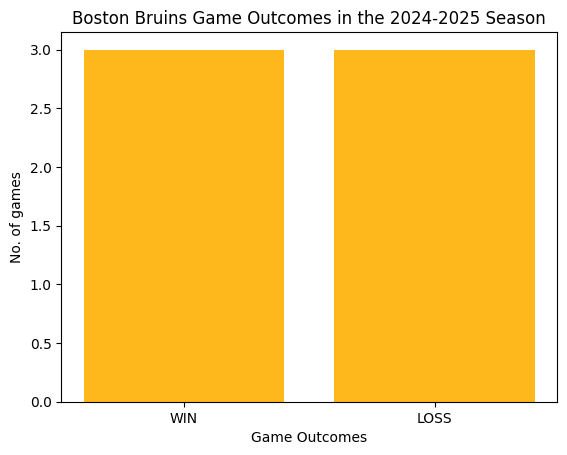 Boston Bruins Game Outcomes in the 2024-2025 Season
3.0
2.5
2.0
1.5
1.0
0.5
0.0
No. of games
WIN
LOSS
Game Outcomes